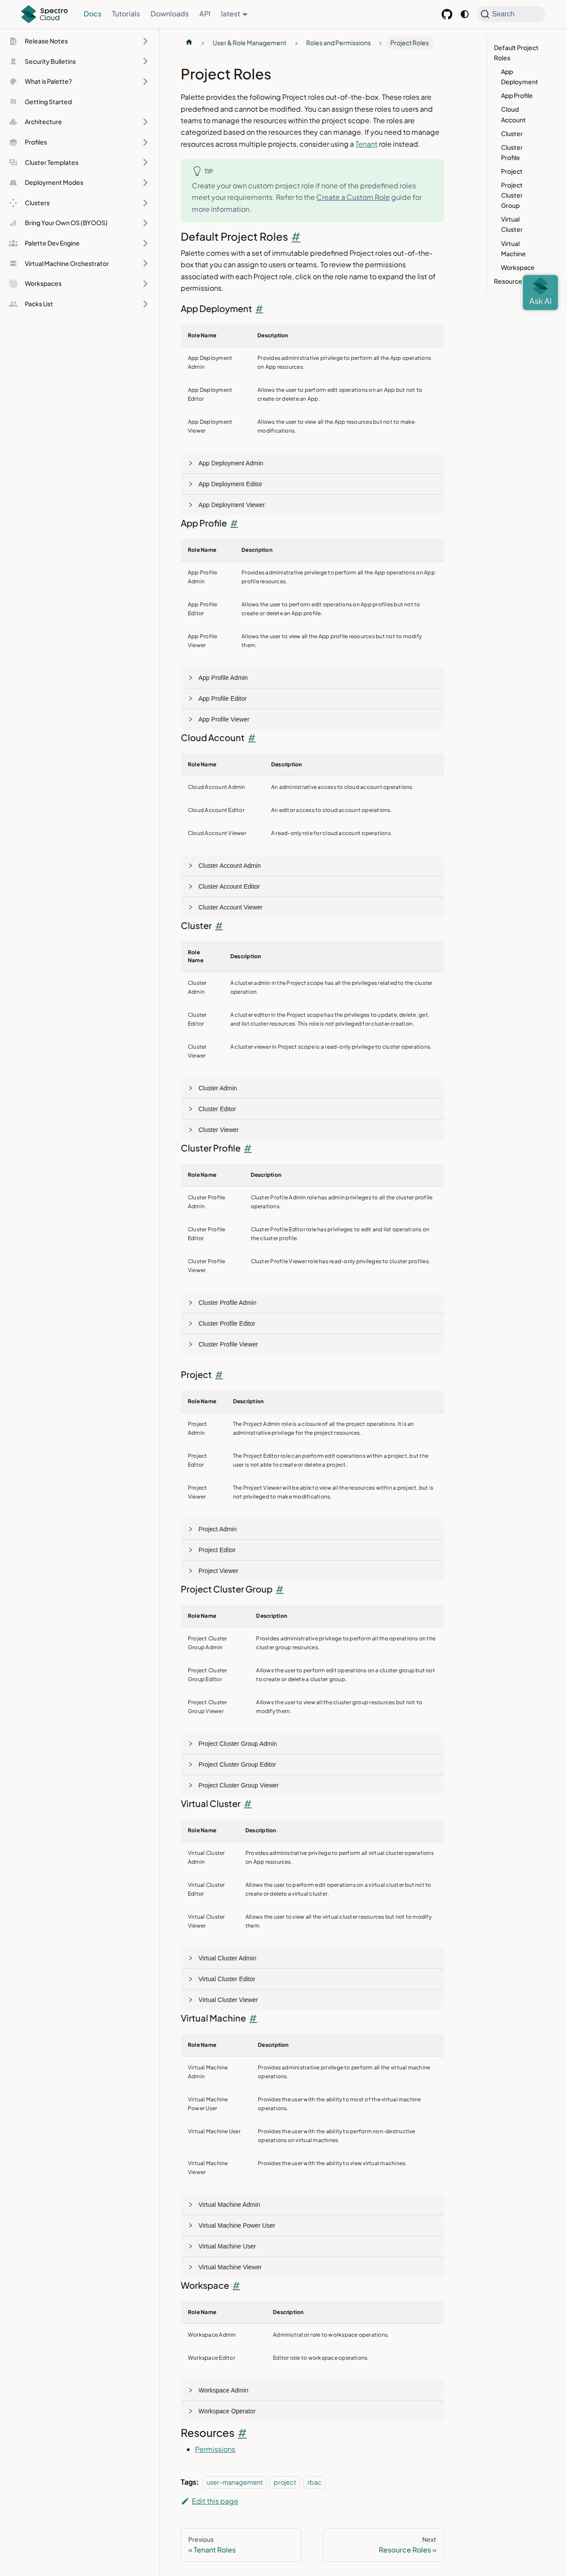 Spectro Cloud
Docs
Tutorials
Downloads
API
latest
Search
Release Notes
Security Bulletins
What is Palette?
Getting Started
Architecture
Profiles
Cluster Templates
Deployment Modes
Clusters
Bring Your Own OS (BYOOS)
Palette Dev Engine
Virtual Machine Orchestrator
Workspaces
Packs List
User & Role Management
Roles and Permissions
Project Roles
Project Roles
Palette provides the following Project roles out-of-the-box. These roles are
predefined and cannot be modified. You can assign these roles to users and
teams to manage the resources within the project scope. The roles are
categorized based on the resources they can manage. If you need to manage
resources across multiple projects, consider using a Tenant role instead.
TIP
Create your own custom project role if none of the predefined roles
meet your requirements. Refer to the Create a Custom Role guide for
more information.
Default Project Roles #
Palette comes with a set of immutable predefined Project roles out-of-the-
box that you can assign to users or teams. To review the permissions
associated with each Project role, click on the role name to expand the list of
permissions.
App Deployment #
Role Name
Description
App Deployment Admin
Provides administrative privilege to perform all the App operations on App resources.
App Deployment Editor
Allows the user to perform edit operations on an App but not to create or delete an App.
App Deployment Viewer
Allows the user to view all the App resources but not to make modifications.
App Deployment Admin
App Deployment Editor
App Deployment Viewer
App Profile #
Role Name
Description
App Profile Admin
Provides administrative privilege to perform all the App operations on App profile resources.
App Profile Editor
Allows the user to perform edit operations on App profiles but not to create or delete an App profile.
App Profile Viewer
Allows the user to view all the App profile resources but not to modify them.
App Profile Admin
App Profile Editor
App Profile Viewer
Cloud Account #
Role Name
Description
Cloud Account Admin
An administrative access to cloud account operations.
Cloud Account Editor
An editor access to cloud account operations.
Cloud Account Viewer
A read-only role for cloud account operations.
Cluster Account Admin
Cluster Account Editor
Cluster Account Viewer
Cluster #
Role Name
Description
Cluster Admin
A cluster admin in the Project scope has all the privileges related to the cluster operation.
Cluster Editor
A cluster editor in the Project scope has the privileges to update, delete, get, and list cluster resources. This role is not privileged for cluster creation.
Cluster Viewer
A cluster viewer in Project scope is a read-only privilege to cluster operations.
Cluster Admin
Cluster Editor
Cluster Viewer
Cluster Profile #
Role Name
Description
Cluster Profile Admin
Cluster Profile Admin role has admin privileges to all the cluster profile operations.
Cluster Profile Editor
Cluster Profile Editor role has privileges to edit and list operations on the cluster profile.
Cluster Profile Viewer
Cluster Profile Viewer role has read-only privileges to cluster profiles.
Cluster Profile Admin
Cluster Profile Editor
Cluster Profile Viewer
Project #
Role Name
Description
Project Admin
The Project Admin role is a closure of all the project operations. It is an administrative privilege for the project resources.
Project Editor
The Project Editor role can perform edit operations within a project, but the user is not able to create or delete a project.
Project Viewer
The Project Viewer will be able to view all the resources within a project, but is not privileged to make modifications.
Project Admin
Project Editor
Project Viewer
Project Cluster Group #
Role Name
Description
Project Cluster Group Admin
Provides administrative privilege to perform all the operations on the cluster group resources.
Project Cluster Group Editor
Allows the user to perform edit operations on a cluster group but not to create or delete a cluster group.
Project Cluster Group Viewer
Allows the user to view all the cluster group resources but not to modify them.
Project Cluster Group Admin
Project Cluster Group Editor
Project Cluster Group Viewer
Virtual Cluster #
Role Name
Description
Virtual Cluster Admin
Provides administrative privilege to perform all virtual cluster operations on App resources.
Virtual Cluster Editor
Allows the user to perform edit operations on a virtual cluster but not to create or delete a virtual cluster.
Virtual Cluster Viewer
Allows the user to view all the virtual cluster resources but not to modify them.
Virtual Cluster Admin
Virtual Cluster Editor
Virtual Cluster Viewer
Virtual Machine #
Role Name
Description
Virtual Machine Admin
Provides administrative privilege to perform all the virtual machine operations.
Virtual Machine Power User
Provides the user with the ability to most of the virtual machine operations.
Virtual Machine User
Provides the user with the ability to perform non-destructive operations on virtual machines.
Virtual Machine Viewer
Provides the user with the ability to view virtual machines.
Virtual Machine Admin
Virtual Machine Power User
Virtual Machine User
Virtual Machine Viewer
Workspace #
Role Name
Description
Workspace Admin
Administrator role to workspace operations.
Workspace Editor
Editor role to workspace operations.
Workspace Admin
Workspace Operator
Resources #
Permissions
Tags: user-management project rbac
Edit this page
Previous
« Tenant Roles
Next
Resource Roles »
Default Project Roles
App Deployment
App Profile
Cloud Account
Cluster
Cluster Profile
Project
Project Cluster Group
Virtual Cluster
Virtual Machine
Workspace
Resource
Ask AI